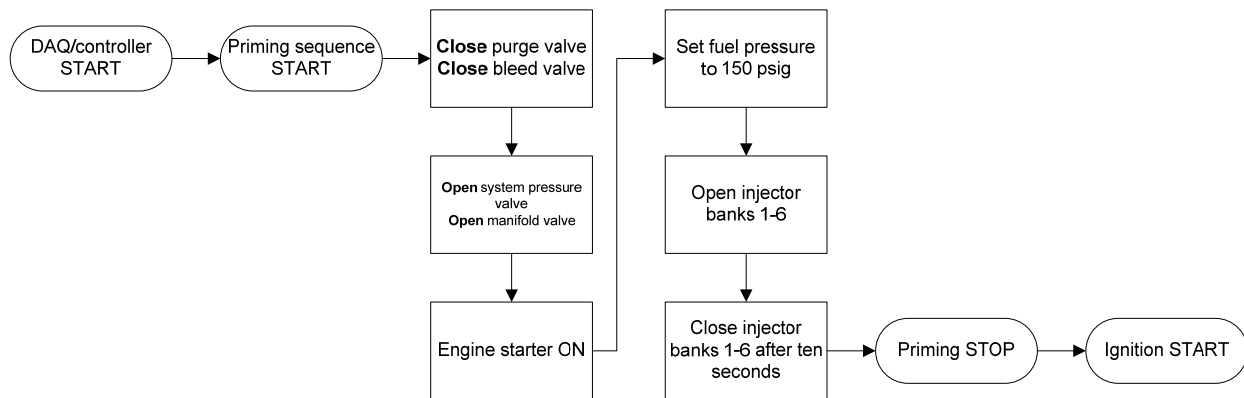 DAQ/controller
START
Priming sequence
START
Close purge valve
Close bleed valve
Open system pressure
valve
Open manifold valve
Engine starter ON
Set fuel pressure
to 150 psig
Open injector
banks 1-6
Close injector
banks 1-6 after ten
seconds
Priming STOP
Ignition START